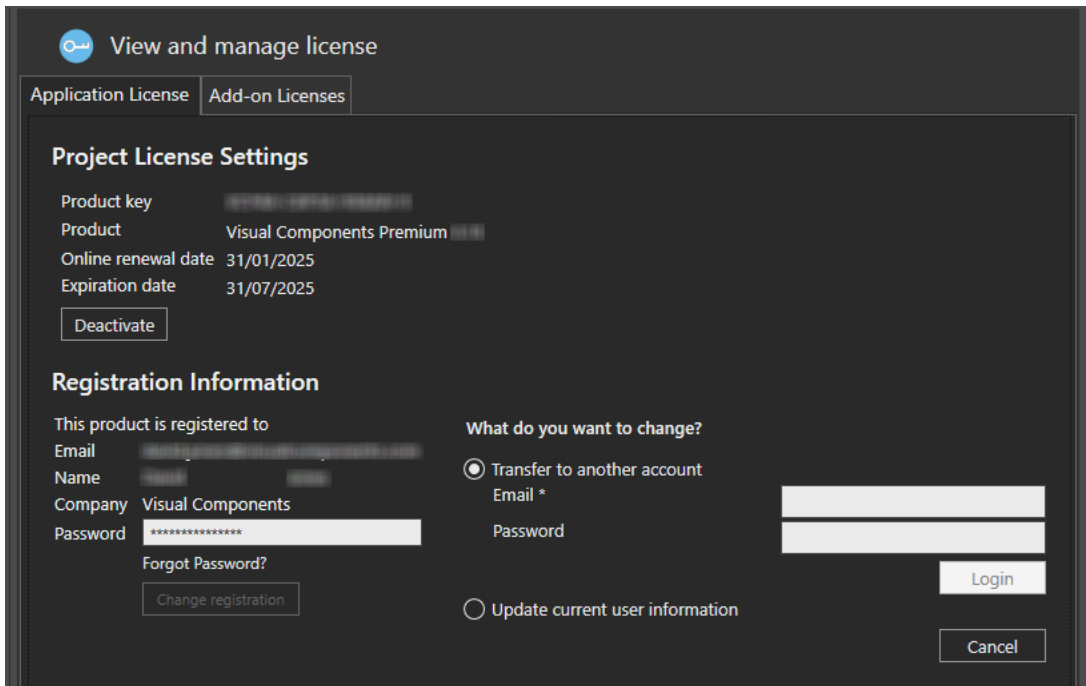 View and manage license
Application License
Add-on Licenses
Project License Settings
Product key
Product Visual Components Premium
Online renewal date 31/01/2025
Expiration date 31/07/2025
Deactivate
Registration Information
This product is registered to
Email
Name
Company Visual Components
Password ***************
Forgot Password?
Change registration
What do you want to change?
Transfer to another account
Email *
Password
Login
Update current user information
Cancel